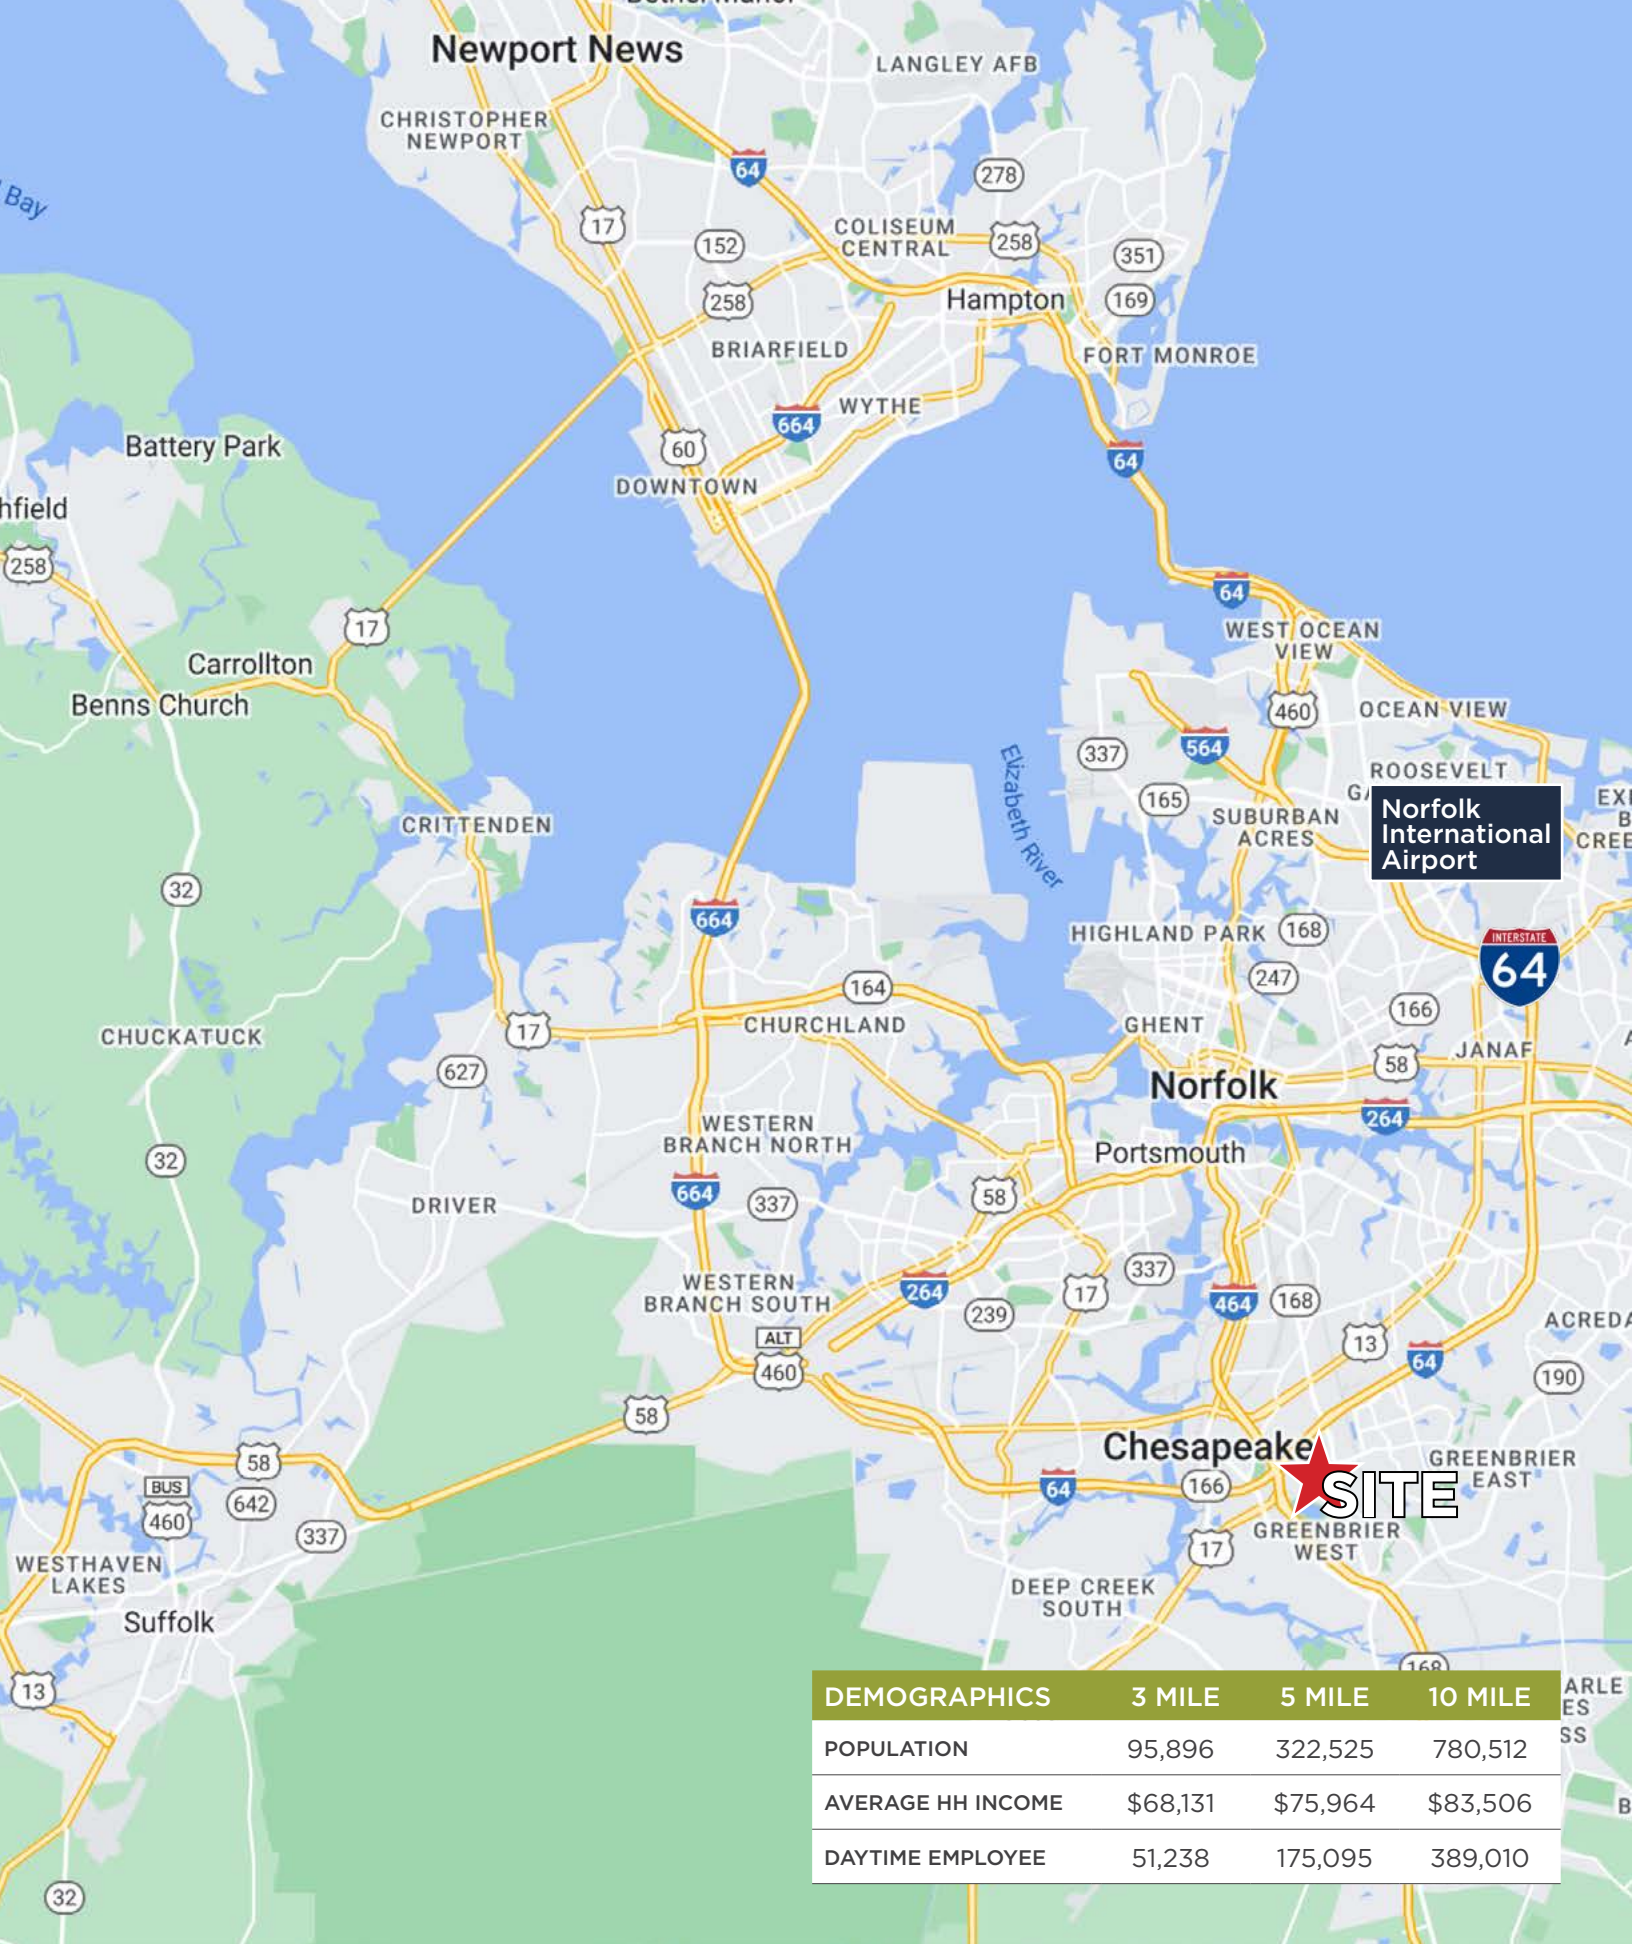 Newport News
LANGLEY AFB
CHRISTOPHER
NEWPORT
64
278
Bay
17
152
COLISEUM
CENTRAL
258
351
258
Hampton
169
BRIARFIELD
FORT MONROE
664
WYTHE
Battery Park
60
64
DOWNTOWN
hfield
258
64
17
WEST OCEAN
VIEW
Carrollton
Benns Church
460
OCEAN VIEW
337
564
Elizabeth River
ROOSEVELT
165
SUBURBAN
ACRES
Norfolk
International
Airport
CRITTENDEN
32
664
HIGHLAND PARK
168
INTERSTATE
64
247
164
166
17
CHURCHLAND
GHENT
CHUCKATUCK
58
JANAF
627
Norfolk
264
WESTERN
BRANCH NORTH
Portsmouth
32
664
337
58
DRIVER
337
WESTERN
BRANCH SOUTH
264
17
464
168
239
ALT
460
13
64
ACREDA
190
58
Chesapeake
SITE
GREENBRIER
EAST
58
BUS
460
642
337
64
166
GREENBRIER
WEST
17
WESTHAVEN
LAKES
DEEP CREEK
SOUTH
Suffolk
13
168
ARLE
ES
SS
DEMOGRAPHICS 3 MILE 5 MILE 10 MILE
POPULATION 95,896 322,525 780,512
AVERAGE HH INCOME $68,131 $75,964 $83,506
DAYTIME EMPLOYEE 51,238 175,095 389,010
32